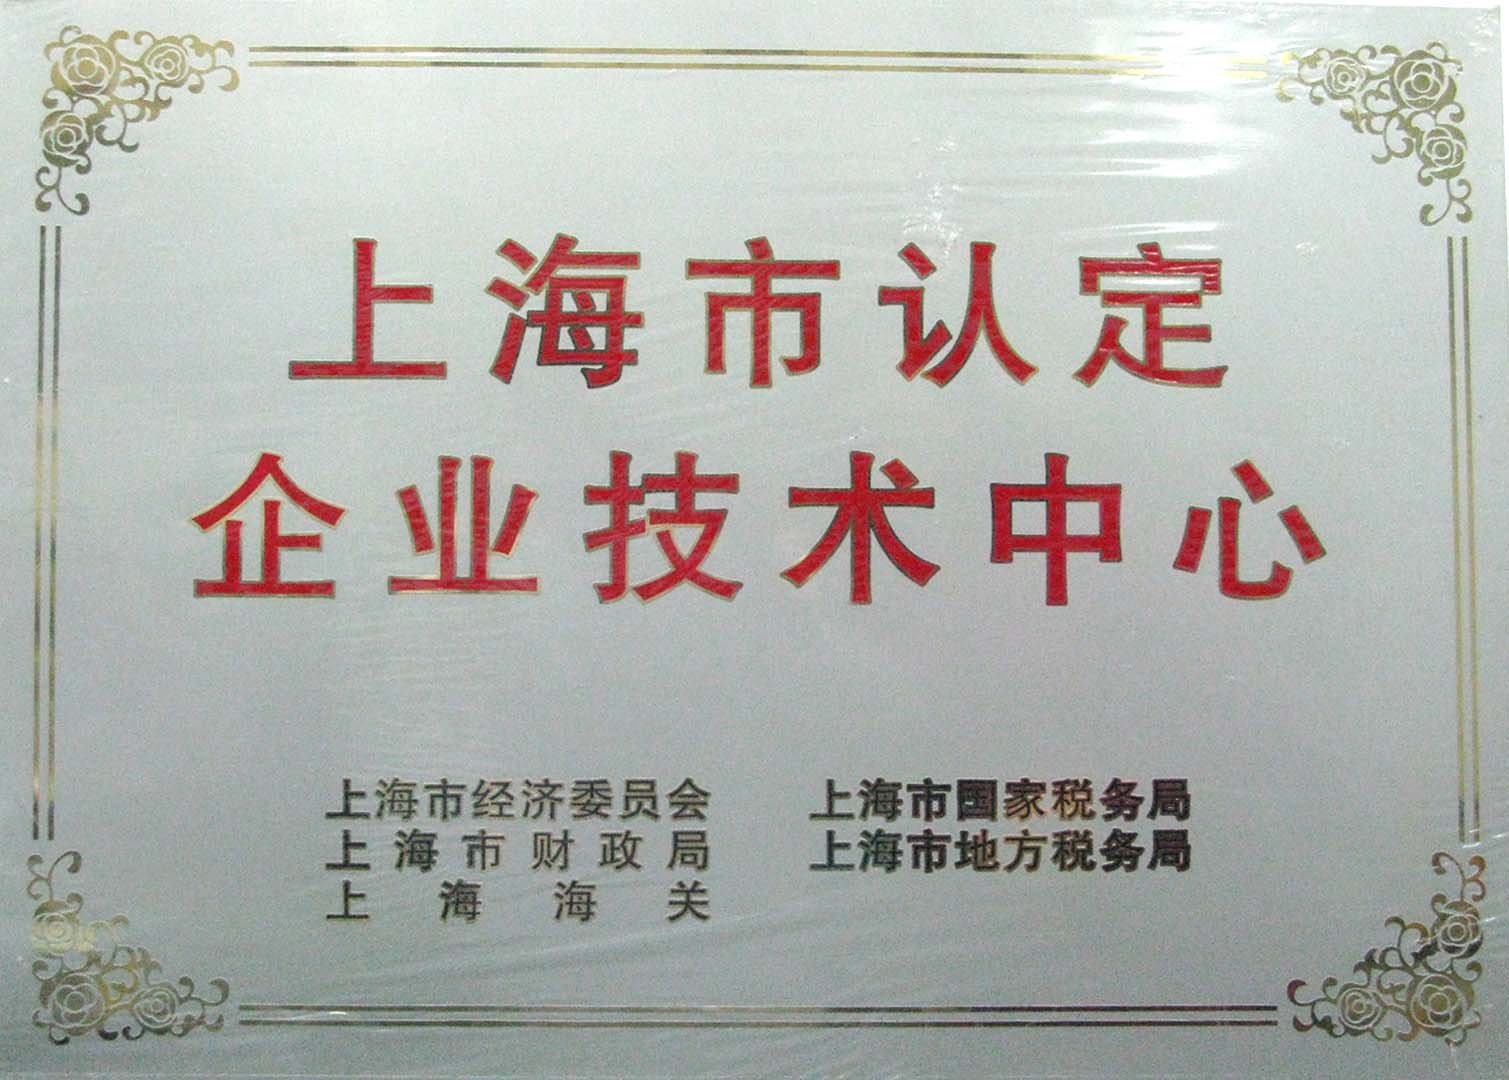 上海市认定
企业技术中心
上海市经济委员会 上海市国家税务局
上海市财政局 上海市地方税务局
上海海关